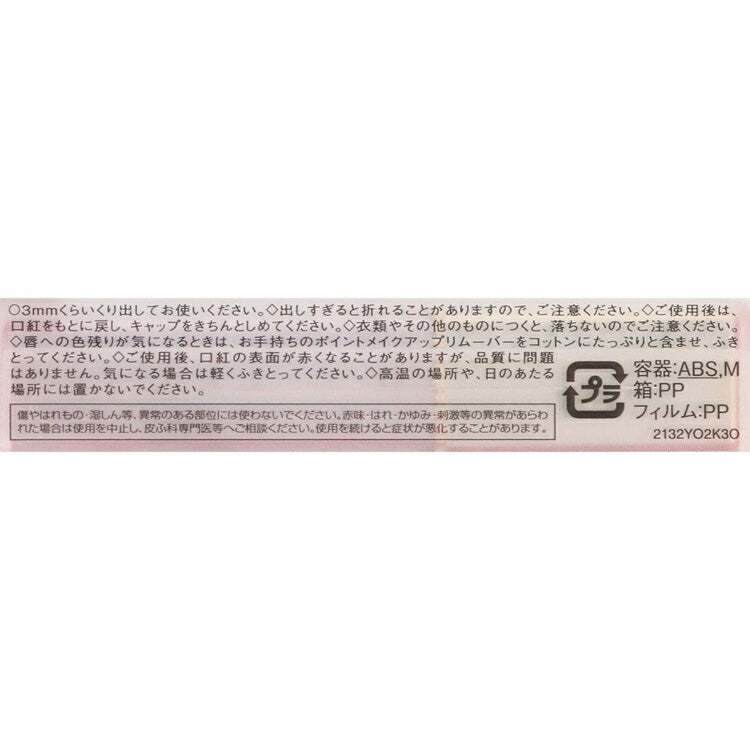 ○3mmくらいくり出してお使いください。◇出しすぎると折れることがありますので、ご注意ください。◇ご使用後は、
口紅をもとに戻し、キャップをきちんとしめてください。◇衣類やその他のものにつくと、落ちないのでご注意ください。
◇唇への色残りが気になるときは、お手持ちのポイントメイクアップリムーバーをコットンにたっぷりと含ませ、ふき
とってください。◇ご使用後、口紅の表面が赤くなることがありますが、品質に問題
はありません。気になる場合は軽くふきとってください。◇高温の場所や、日のあたる
場所には置かないでください。
傷やはれもの・湿しん等、異常のある部位には使わないでください。赤味・はれ・かゆみ・刺激等の異常があらわ
れた場合は使用を中止し、皮ふ科専門医等へご相談ください。使用を続けると症状が悪化することがあります。
プラ
容器:ABS,M
箱:PP
フィルム:PP
2132YO2K3O